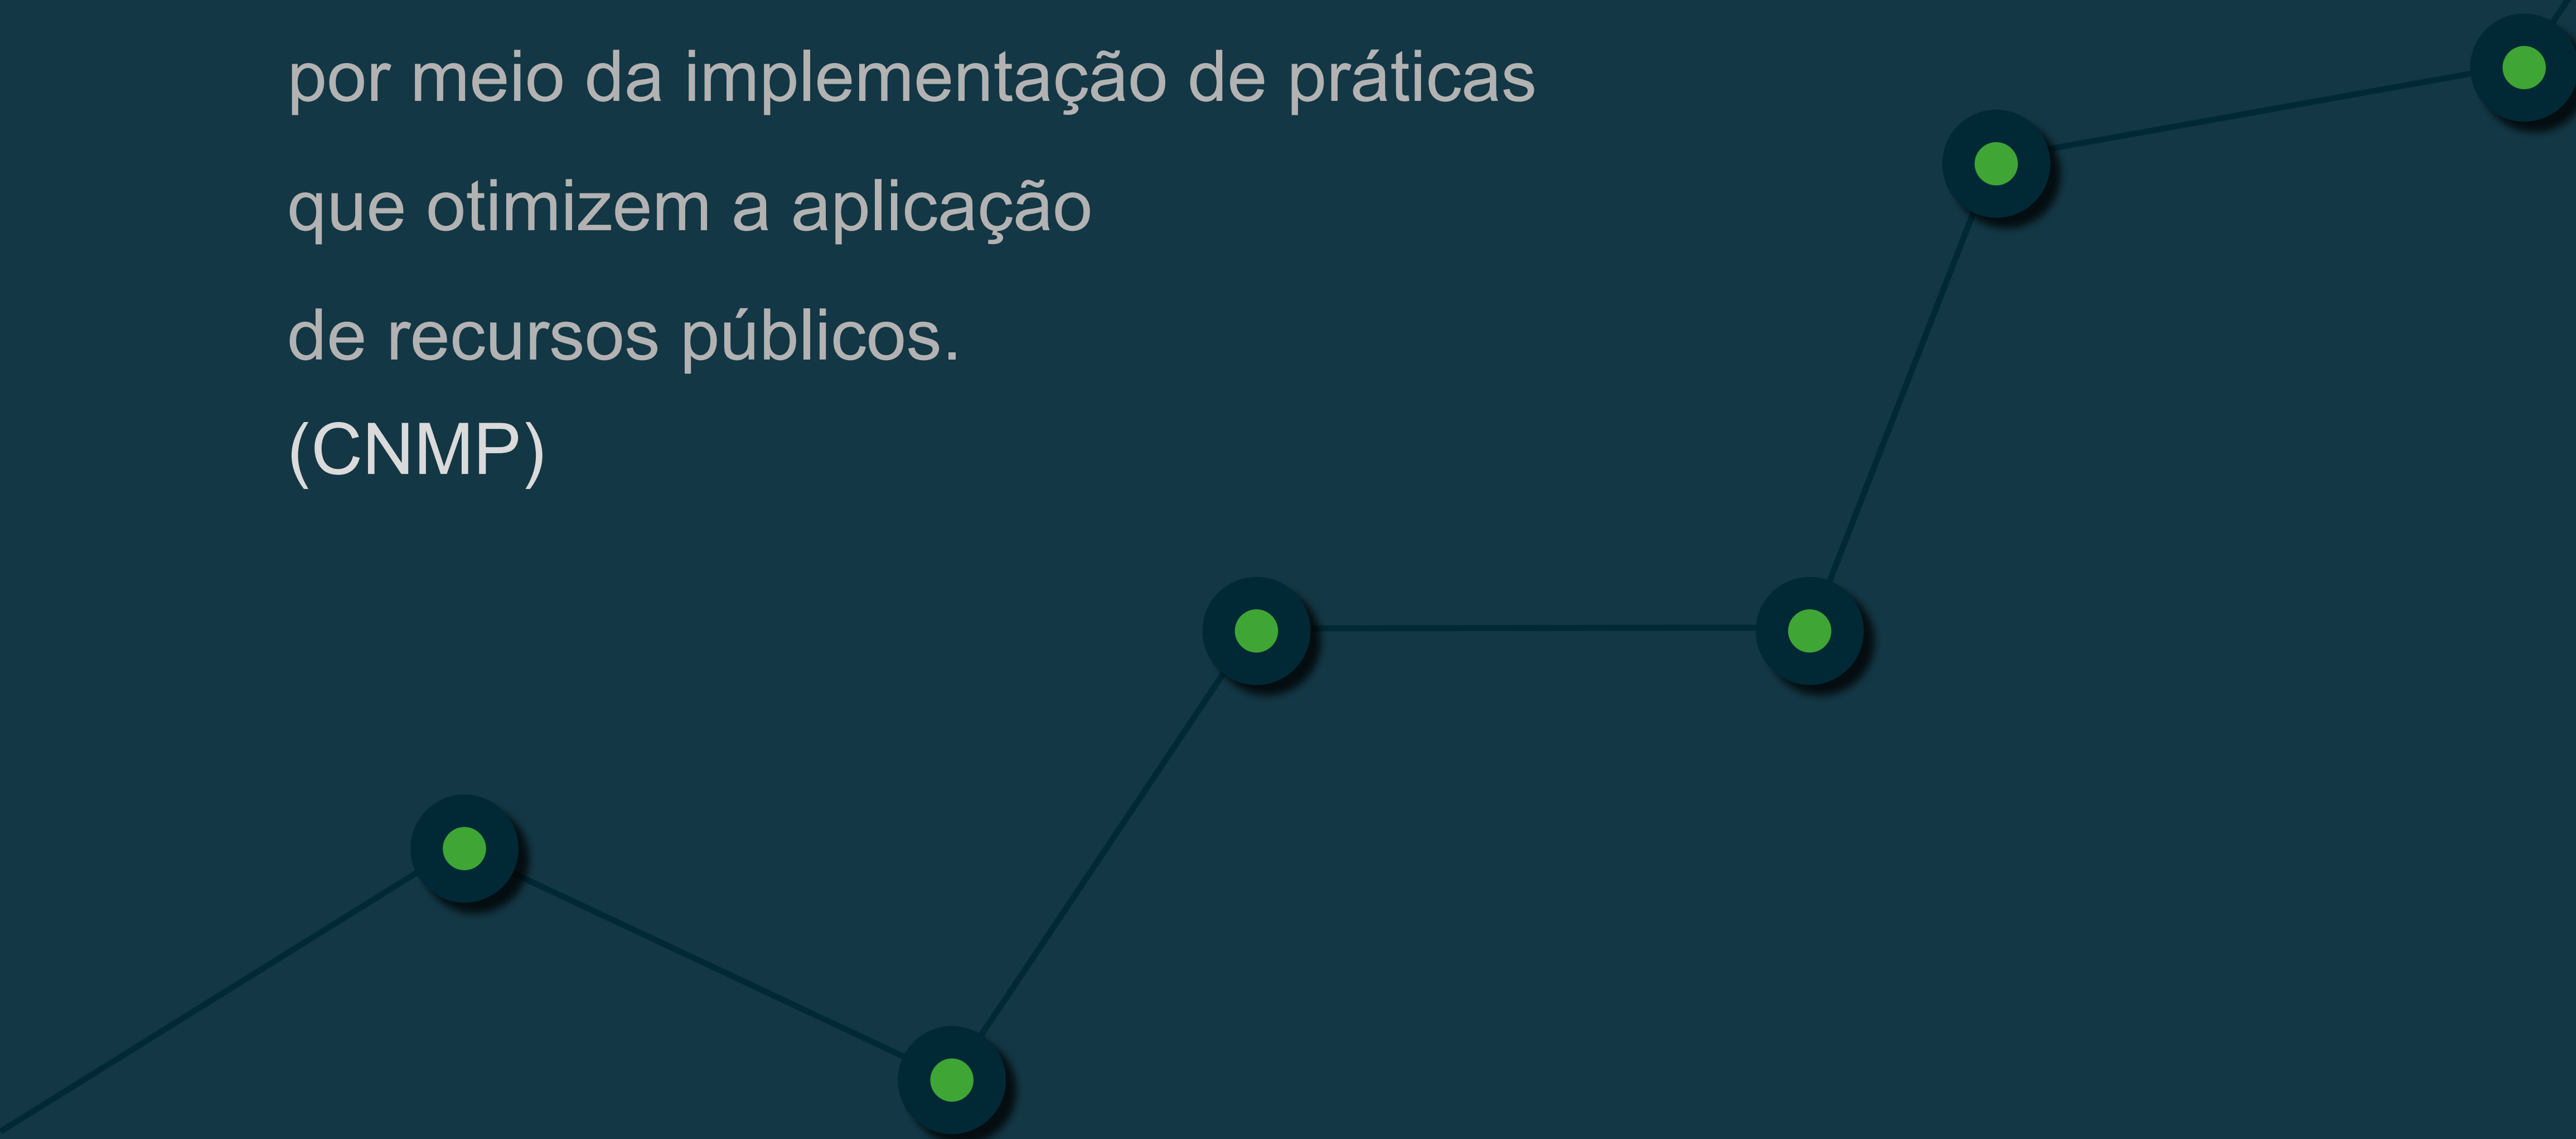 por meio da implementação de práticas
que otimizem a aplicação
de recursos públicos.
(CNMP)